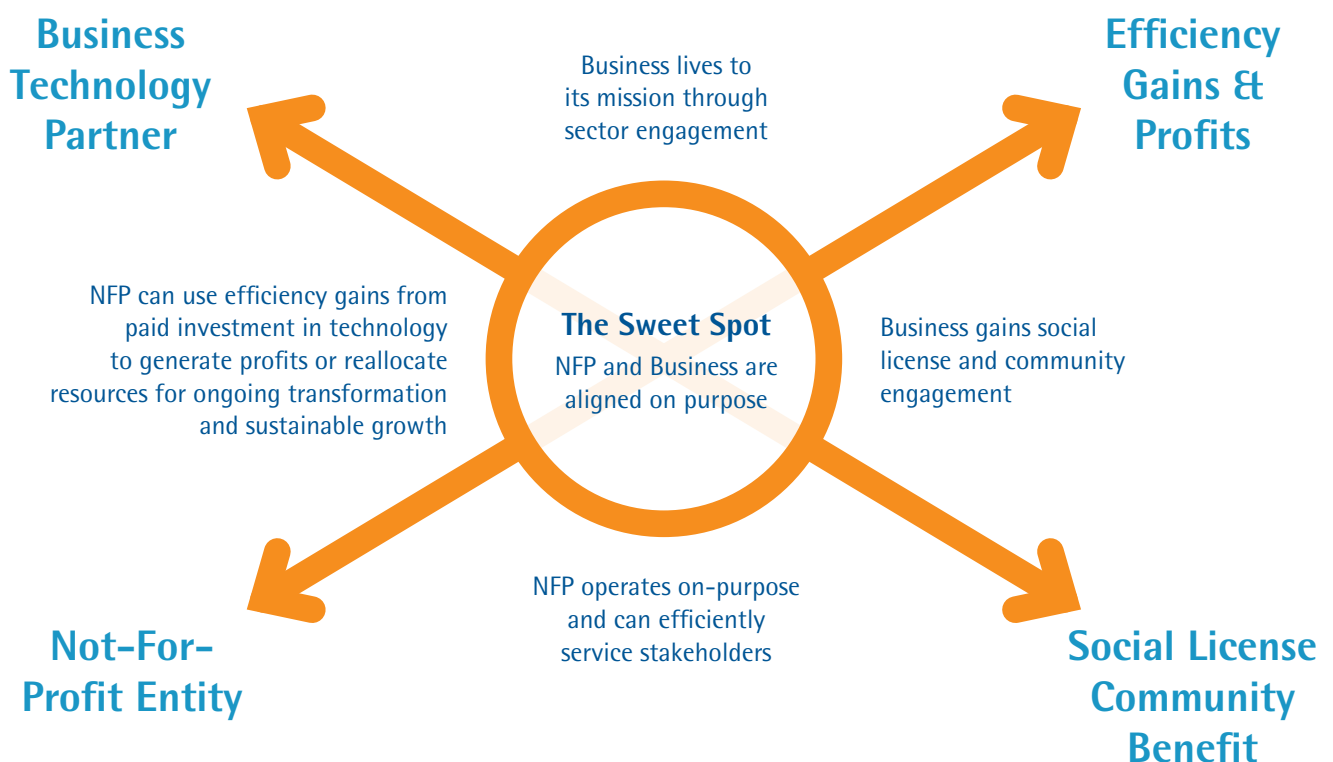 Business
Technology
Partner
Business lives to
its mission through
sector engagement
Efficiency
Gains &
Profits
NFP can use efficiency gains from
paid investment in technology
to generate profits or reallocate
resources for ongoing transformation
and sustainable growth
The Sweet Spot
NFP and Business are
aligned on purpose
Business gains social
license and community
engagement
Not-For-
Profit Entity
NFP operates on-purpose
and can efficiently
service stakeholders
Social License
Community
Benefit